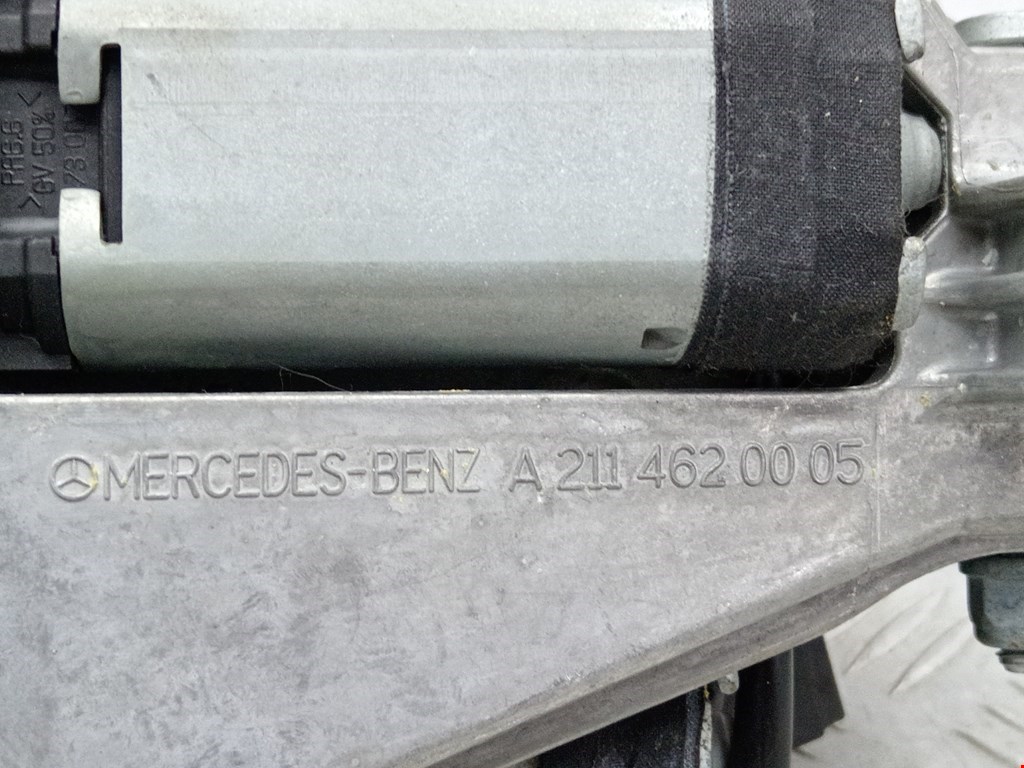 MERCEDES-BENZ A 211 462 00 05
PA6.6
>GV 50%<